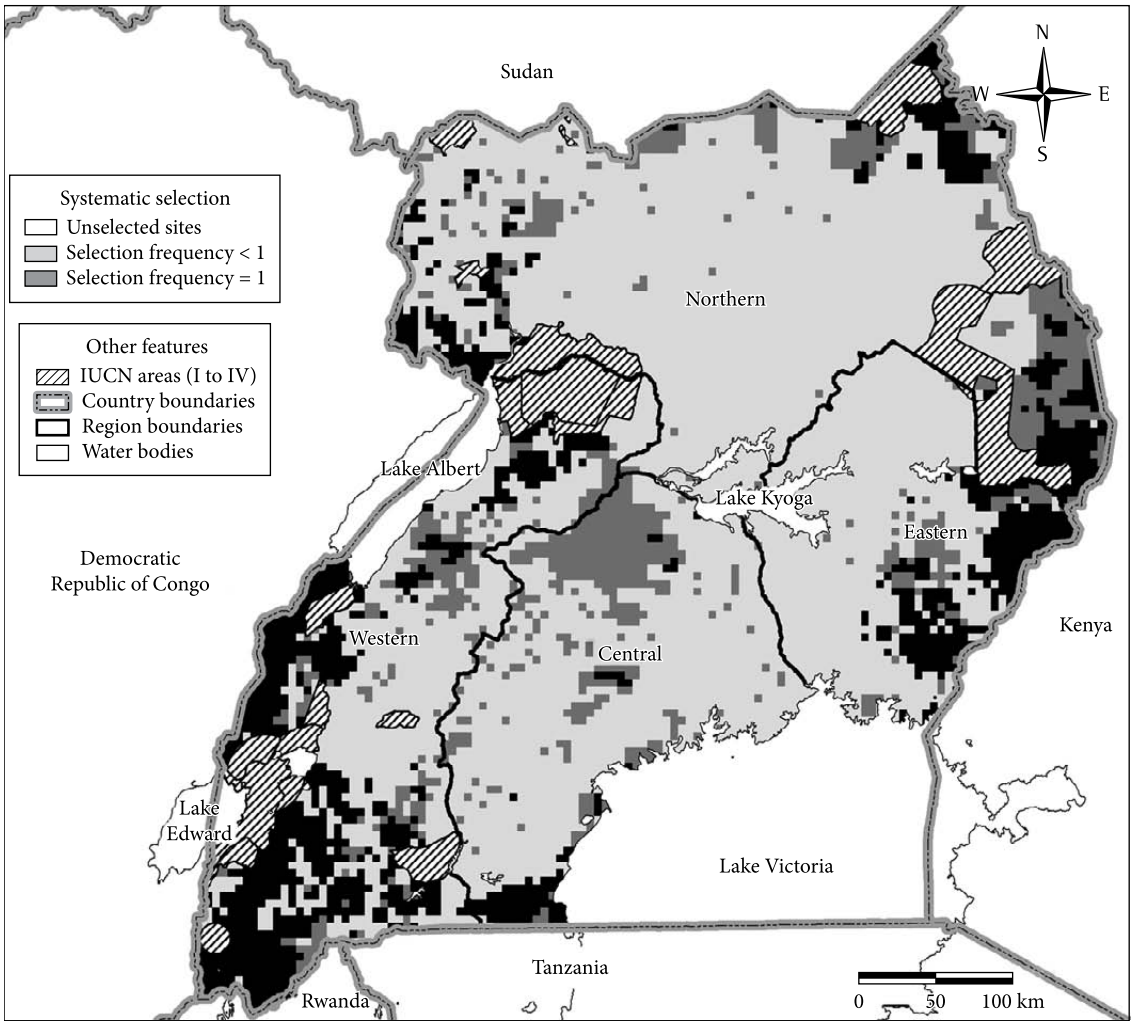 Sudan
N
W
E
S
Systematic selection
Unselected sites
Selection frequency < 1
Selection frequency = 1
Northern
Other features
IUCN areas (I to IV)
Country boundaries
Region boundaries
Water bodies
Lake Albert
Lake Kyoga
Eastern
Democratic
Republic of Congo
Western
Central
Kenya
Lake
Edward
Lake Victoria
Tanzania
Rwanda
0 50 100 km